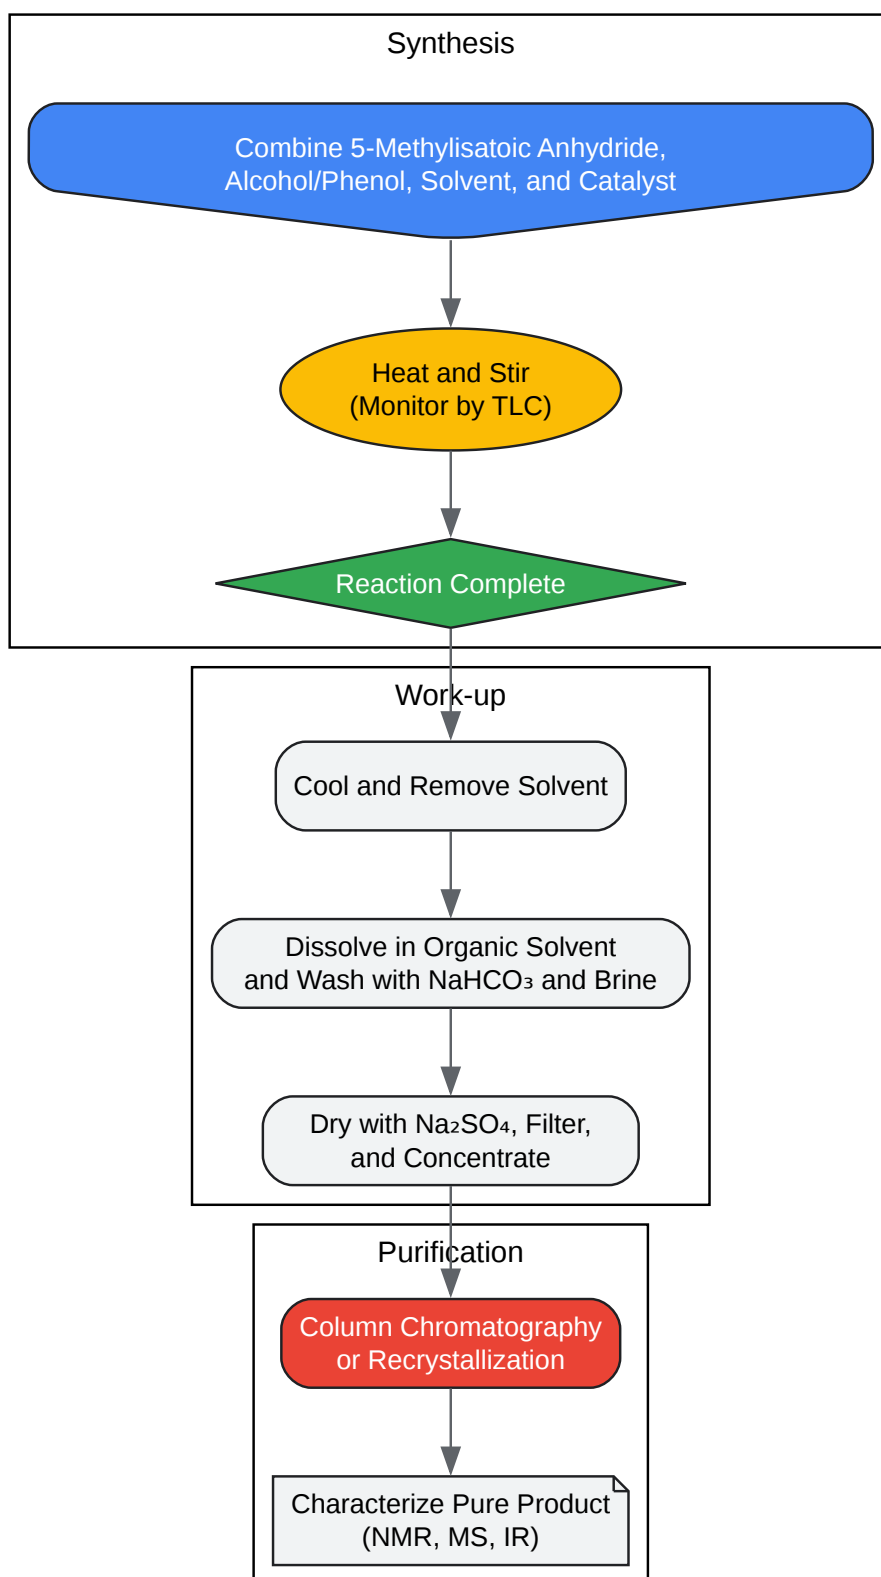 Synthesis
Combine 5-Methylisatoic Anhydride,
Alcohol/Phenol, Solvent, and Catalyst
Heat and Stir
(Monitor by TLC)
Reaction Complete
Work-up
Cool and Remove Solvent
Dissolve in Organic Solvent
and Wash with NaHCO₃ and Brine
Dry with Na₂SO₄, Filter,
and Concentrate
Purification
Column Chromatography
or Recrystallization
Characterize Pure Product
(NMR, MS, IR)